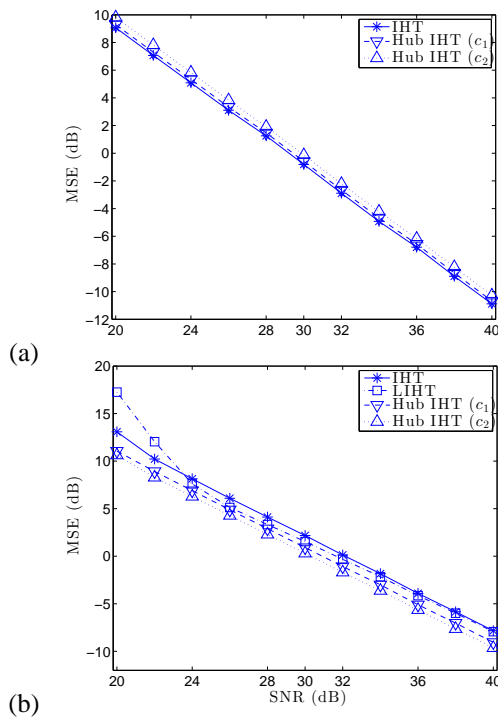 10
8
6
4
2
0
−2
−4
−6
−8
−10
−12
MSE (dB)
IHT
Hub IHT (c1)
Hub IHT (c2)
20 24 28 30 32 36 40
(a)
20
15
10
5
0
−5
−10
MSE (dB)
IHT
LIHT
Hub IHT (c1)
Hub IHT (c2)
20 24 28 30 32 36 40
SNR (dB)
(b)